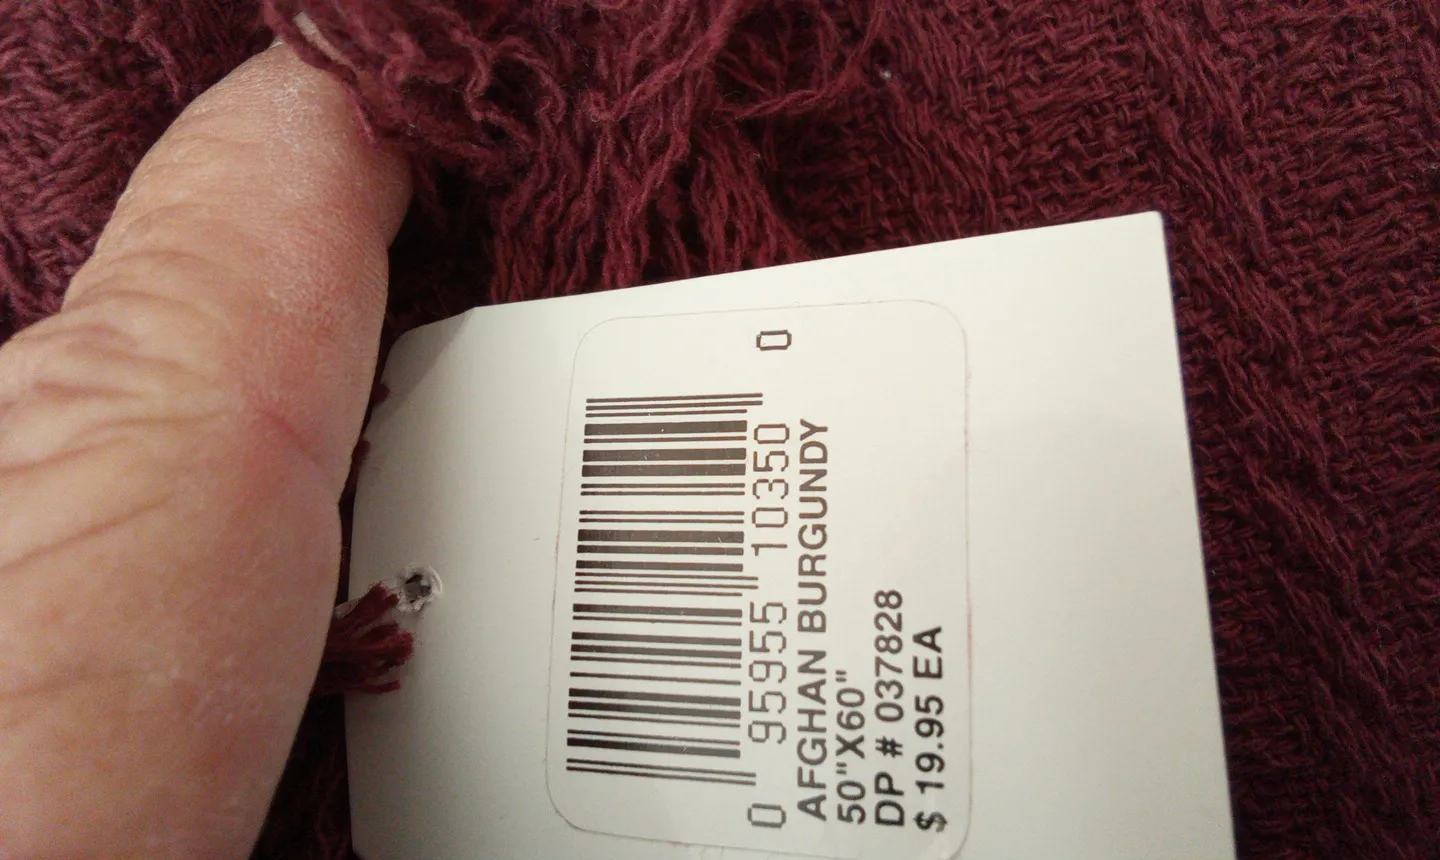 0 95955 10350 0
AFGHAN BURGUNDY
50"X60"
DP # 037828
$ 19.95 EA